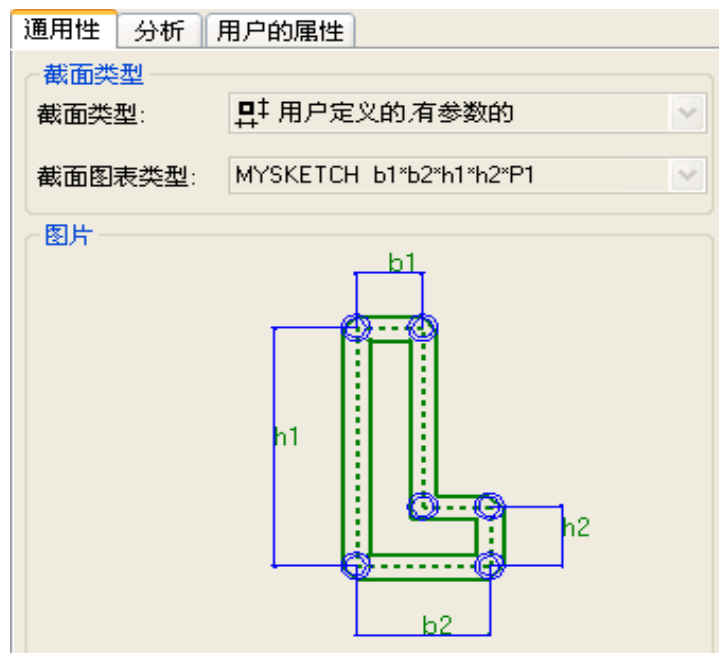 通用性 分析 用户的属性
截面类型
截面类型: 用户定义的,有参数的
截面图表类型: MYSKETCH b1*b2*h1*h2*P1
图片
b1
h1
h2
b2